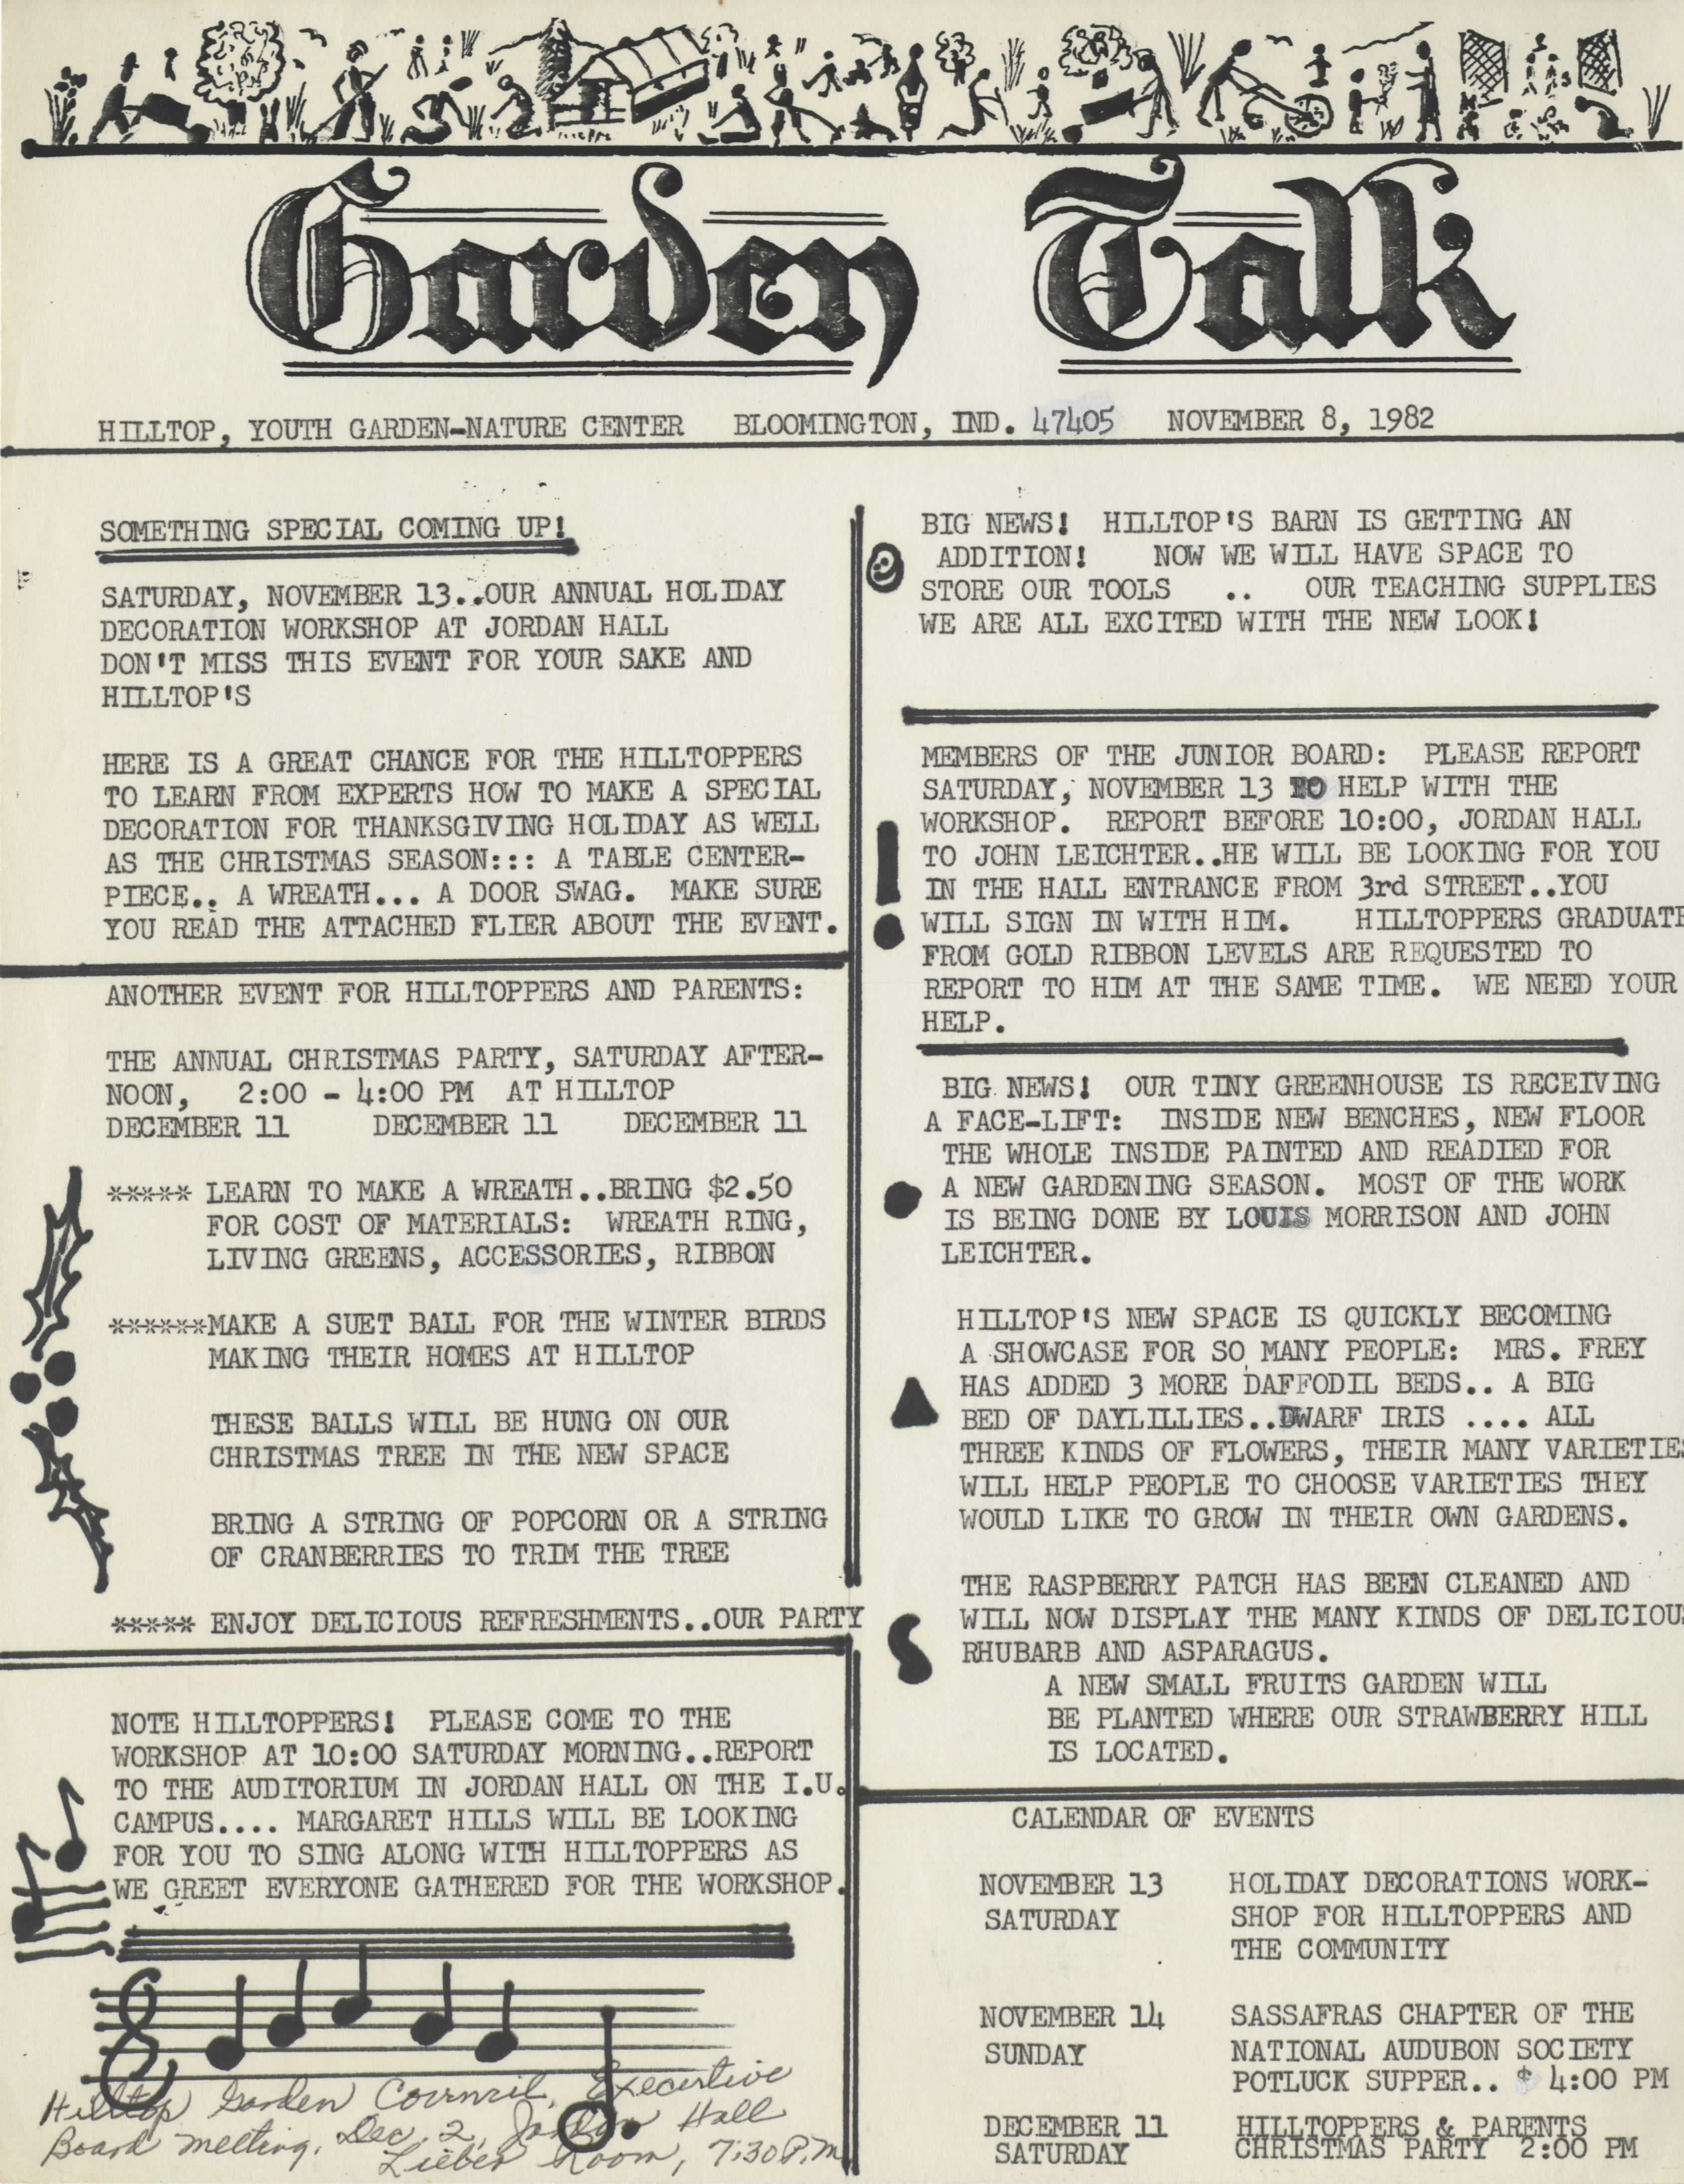 Garden Talk
HILLTOP, YOUTH GARDEN-NATURE CENTER BLOOMINGTON, IND. 47405 NOVEMBER 8, 1982
SOMETHING SPECIAL COMING UP!
SATURDAY, NOVEMBER 13..OUR ANNUAL HOLIDAY
DECORATION WORKSHOP AT JORDAN HALL
DON'T MISS THIS EVENT FOR YOUR SAKE AND
HILLTOP'S
HERE IS A GREAT CHANCE FOR THE HILLTOPPERS
TO LEARN FROM EXPERTS HOW TO MAKE A SPECIAL
DECORATION FOR THANKSGIVING HOLIDAY AS WELL
AS THE CHRISTMAS SEASON::: A TABLE CENTER-
PIECE.. A WREATH... A DOOR SWAG. MAKE SURE
YOU READ THE ATTACHED FLIER ABOUT THE EVENT.
ANOTHER EVENT FOR HILLTOPPERS AND PARENTS:
THE ANNUAL CHRISTMAS PARTY, SATURDAY AFTER-
NOON, 2:00 - 4:00 PM AT HILLTOP
DECEMBER 11 DECEMBER 11 DECEMBER 11
***** LEARN TO MAKE A WREATH..BRING $2.50
FOR COST OF MATERIALS: WREATH RING,
LIVING GREENS, ACCESSORIES, RIBBON
******MAKE A SUET BALL FOR THE WINTER BIRDS
MAKING THEIR HOMES AT HILLTOP
THESE BALLS WILL BE HUNG ON OUR
CHRISTMAS TREE IN THE NEW SPACE
BRING A STRING OF POPCORN OR A STRING
OF CRANBERRIES TO TRIM THE TREE
***** ENJOY DELICIOUS REFRESHMENTS..OUR PARTY
NOTE HILLTOPPERS! PLEASE COME TO THE
WORKSHOP AT 10:00 SATURDAY MORNING..REPORT
TO THE AUDITORIUM IN JORDAN HALL ON THE I.U.
CAMPUS.... MARGARET HILLS WILL BE LOOKING
FOR YOU TO SING ALONG WITH HILLTOPPERS AS
WE GREET EVERYONE GATHERED FOR THE WORKSHOP.
Hilltop Garden Council, Executive
Board meeting, Dec. 2, Jordan Hall
Lieber Room, 7:30 P.M.
BIG NEWS! HILLTOP'S BARN IS GETTING AN
ADDITION! NOW WE WILL HAVE SPACE TO
STORE OUR TOOLS .. OUR TEACHING SUPPLIES
WE ARE ALL EXCITED WITH THE NEW LOOK!
MEMBERS OF THE JUNIOR BOARD: PLEASE REPORT
SATURDAY, NOVEMBER 13 TO HELP WITH THE
WORKSHOP. REPORT BEFORE 10:00, JORDAN HALL
TO JOHN LEICHTER..HE WILL BE LOOKING FOR YOU
IN THE HALL ENTRANCE FROM 3rd STREET..YOU
WILL SIGN IN WITH HIM. HILLTOPPERS GRADUATE
FROM GOLD RIBBON LEVELS ARE REQUESTED TO
REPORT TO HIM AT THE SAME TIME. WE NEED YOUR
HELP.
BIG NEWS! OUR TINY GREENHOUSE IS RECEIVING
A FACE-LIFT: INSIDE NEW BENCHES, NEW FLOOR
THE WHOLE INSIDE PAINTED AND READIED FOR
A NEW GARDENING SEASON. MOST OF THE WORK
IS BEING DONE BY LOUIS MORRISON AND JOHN
LEICHTER.
HILLTOP'S NEW SPACE IS QUICKLY BECOMING
A SHOWCASE FOR SO MANY PEOPLE: MRS. FREY
HAS ADDED 3 MORE DAFFODIL BEDS.. A BIG
BED OF DAYLILLIES..DWARF IRIS .... ALL
THREE KINDS OF FLOWERS, THEIR MANY VARIETIES
WILL HELP PEOPLE TO CHOOSE VARIETIES THEY
WOULD LIKE TO GROW IN THEIR OWN GARDENS.
THE RASPBERRY PATCH HAS BEEN CLEANED AND
WILL NOW DISPLAY THE MANY KINDS OF DELICIOUS
RHUBARB AND ASPARAGUS.
A NEW SMALL FRUITS GARDEN WILL
BE PLANTED WHERE OUR STRAWBERRY HILL
IS LOCATED.
CALENDAR OF EVENTS
NOVEMBER 13 HOLIDAY DECORATIONS WORK-
SATURDAY SHOP FOR HILLTOPPERS AND
THE COMMUNITY
NOVEMBER 14 SASSAFRAS CHAPTER OF THE
SUNDAY NATIONAL AUDUBON SOCIETY
POTLUCK SUPPER.. 4:00 PM
DECEMBER 11 HILLTOPPERS & PARENTS
SATURDAY CHRISTMAS PARTY 2:00 PM